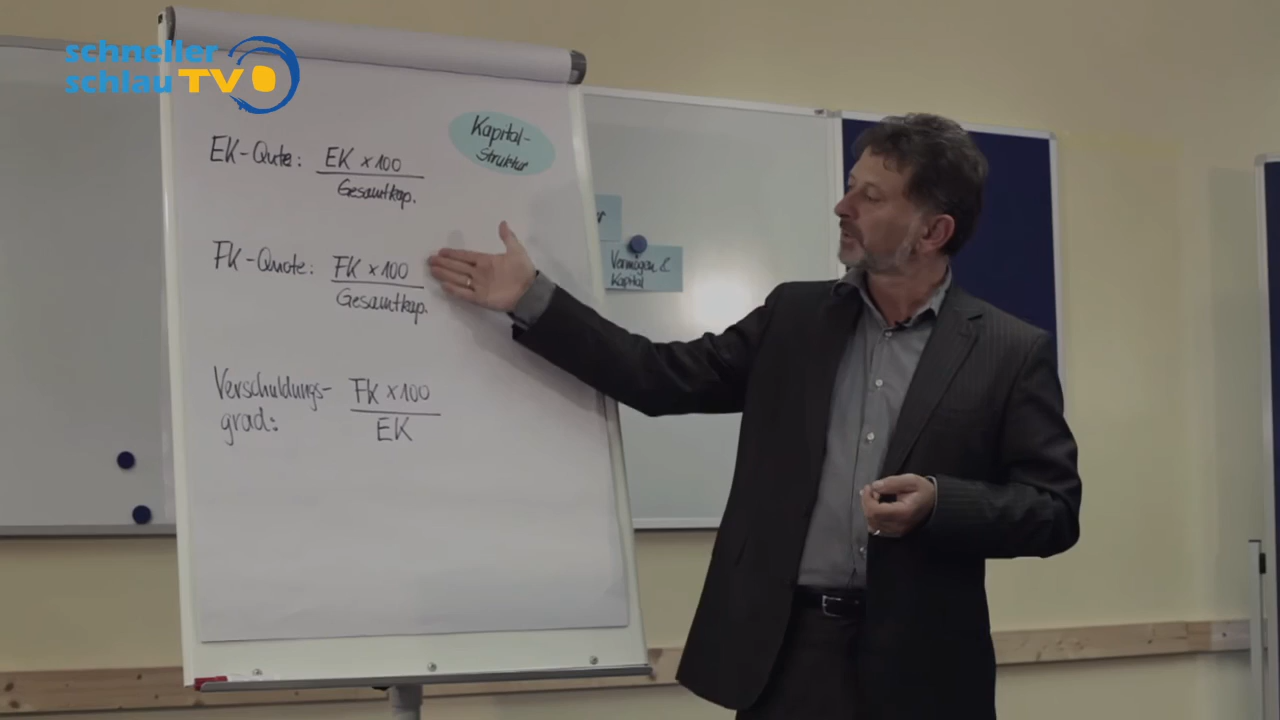 schneller
schlau TV
Kapital-
struktur
EK-Quote: EK x 100
Gesamtkap.
FK-Quote: FK x 100
Gesamtkap.
Verschuldungs-
grad: FK x 100
EK
Vermögen &
Kapital